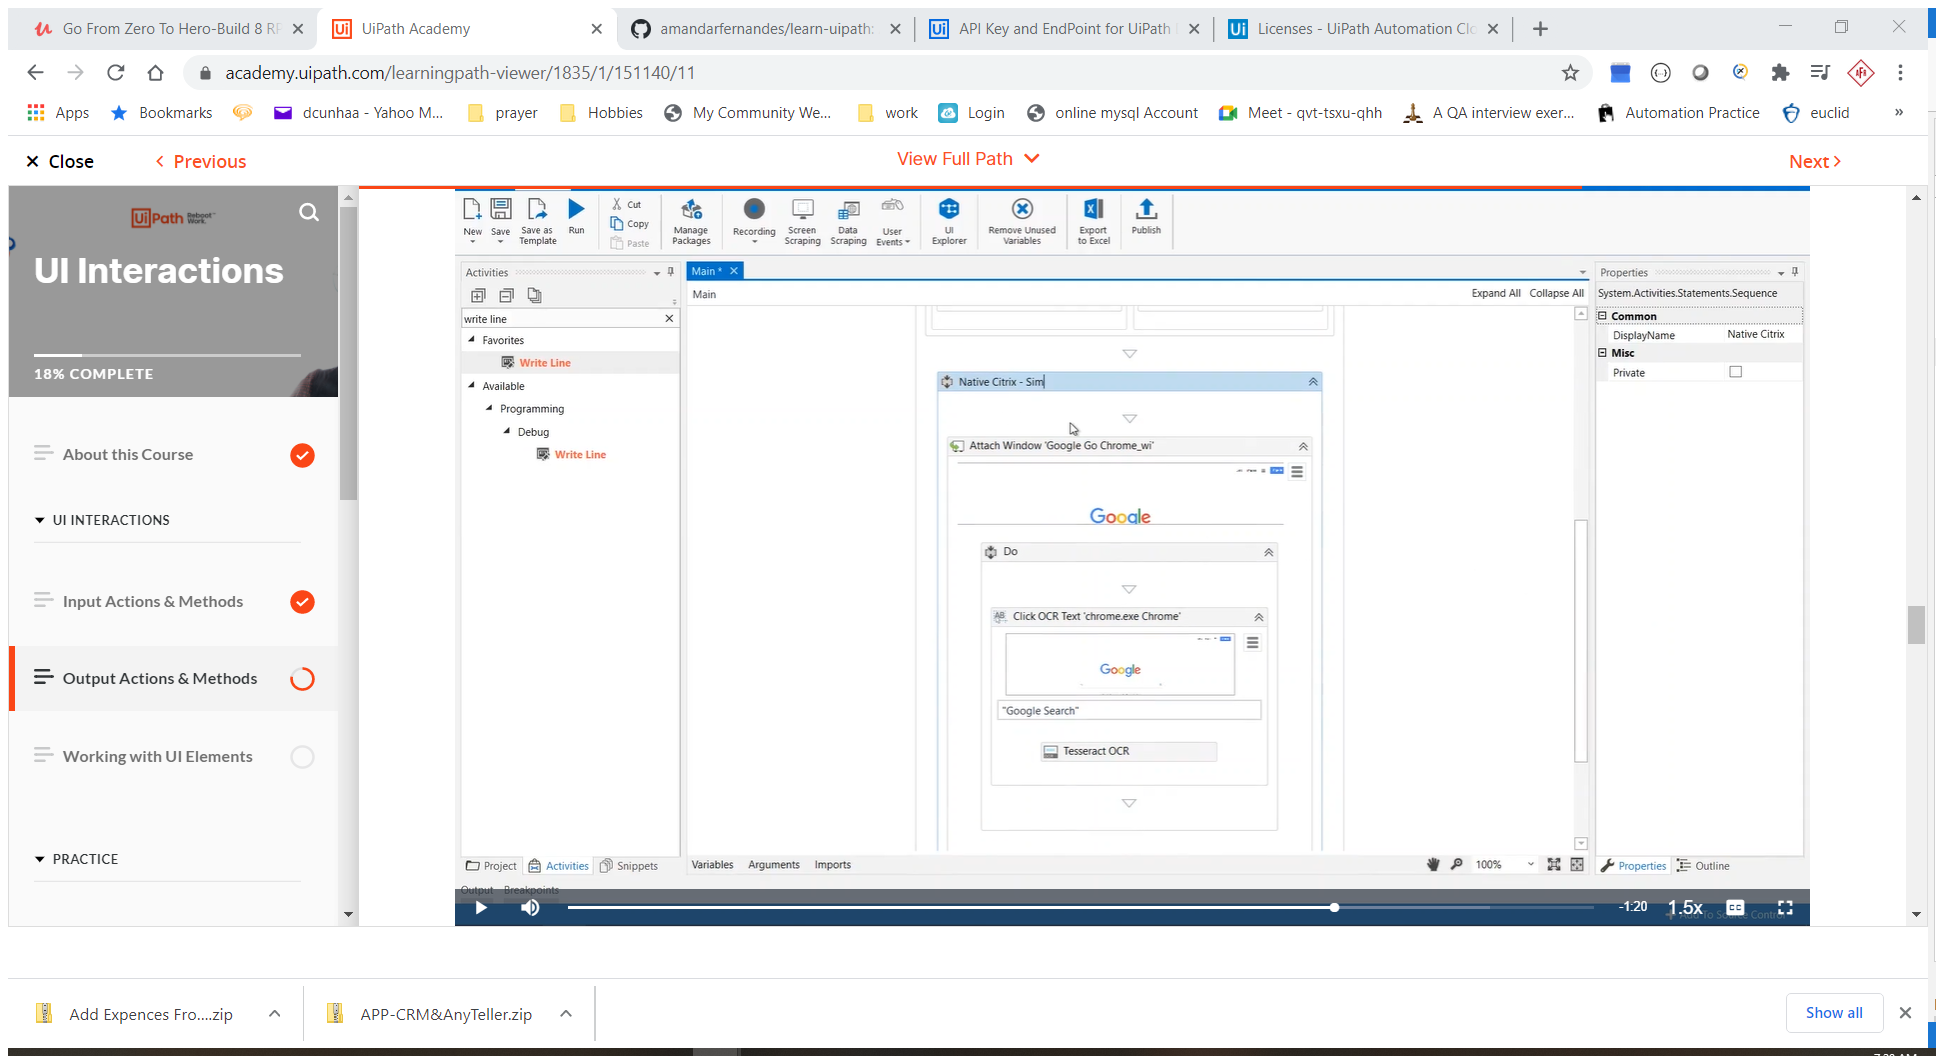 Go From Zero To Hero-Build 8 RP
UiPath Academy
amandarfernandes/learn-uipath:
API Key and EndPoint for UiPath
Licenses - UiPath Automation Clo
academy.uipath.com/learningpath-viewer/1835/1/151140/11
Apps
Bookmarks
dcunhaa - Yahoo M...
prayer
Hobbies
My Community We...
work
Login
online mysql Account
Meet - qvt-tsxu-qhh
A QA interview exer...
Automation Practice
euclid
»
Close
Previous
View Full Path
Next
UiPath Reboot Work.
UI Interactions
18% COMPLETE
About this Course
UI INTERACTIONS
Input Actions & Methods
Output Actions & Methods
Working with UI Elements
PRACTICE
New
Save
Save as Template
Run
Cut
Copy
Paste
Manage Packages
Recording
Screen Scraping
Data Scraping
User Events
UI Explorer
Remove Unused Variables
Export to Excel
Publish
Activities
write line
Favorites
Write Line
Available
Programming
Debug
Write Line
Project
Activities
Snippets
Main *
Main
Expand All
Collapse All
Native Citrix - Sim
Attach Window 'Google Go Chrome_wi'
Google
Do
Click OCR Text 'chrome.exe Chrome'
Google
"Google Search"
Tesseract OCR
Variables
Arguments
Imports
100%
Properties
System.Activities.Statements.Sequence
Common
DisplayName
Native Citrix
Misc
Private
Properties
Outline
Output
Breakpoints
Add To Source Control
-1:20
1.5x
CC
Add Expences Fro....zip
APP-CRM&AnyTeller.zip
Show all